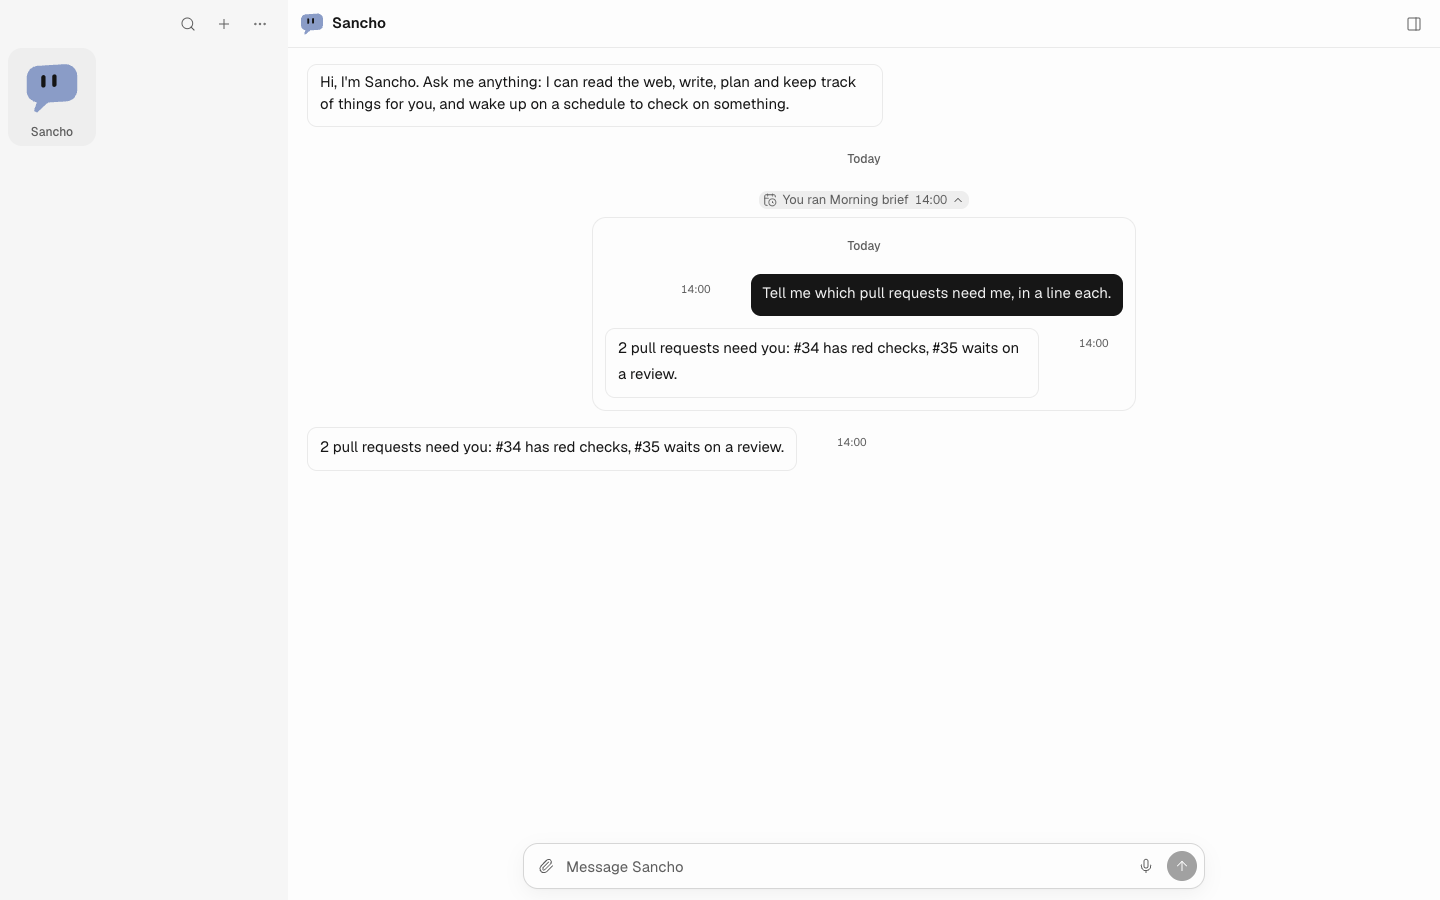 Sancho
Sancho
Hi, I'm Sancho. Ask me anything: I can read the web, write, plan and keep track
of things for you, and wake up on a schedule to check on something.
Today
You ran Morning brief 14:00
Today
14:00
Tell me which pull requests need me, in a line each.
2 pull requests need you: #34 has red checks, #35 waits on
a review.
14:00
2 pull requests need you: #34 has red checks, #35 waits on a review.
14:00
Message Sancho